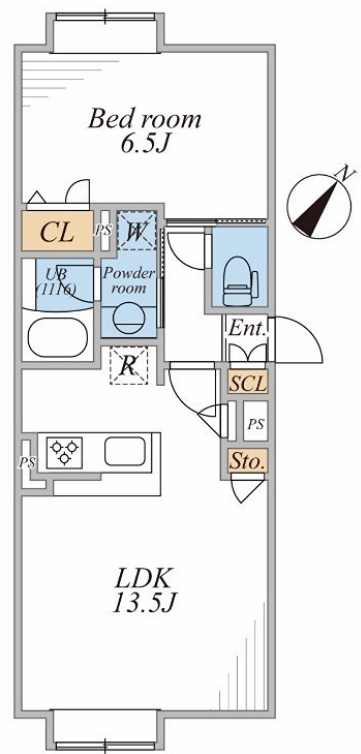 Bed room
6.5J
N
CL
PS
W
UB
(1116)
Powder
room
Ent.
R
SCL
PS
PS
Sto.
LDK
13.5J